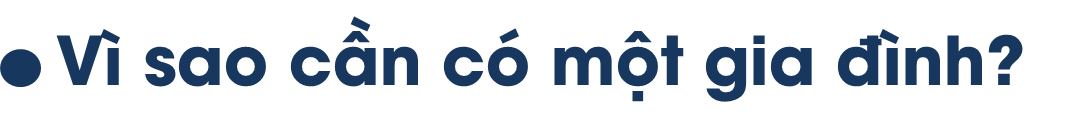 ● Vì sao cần có một gia đình?